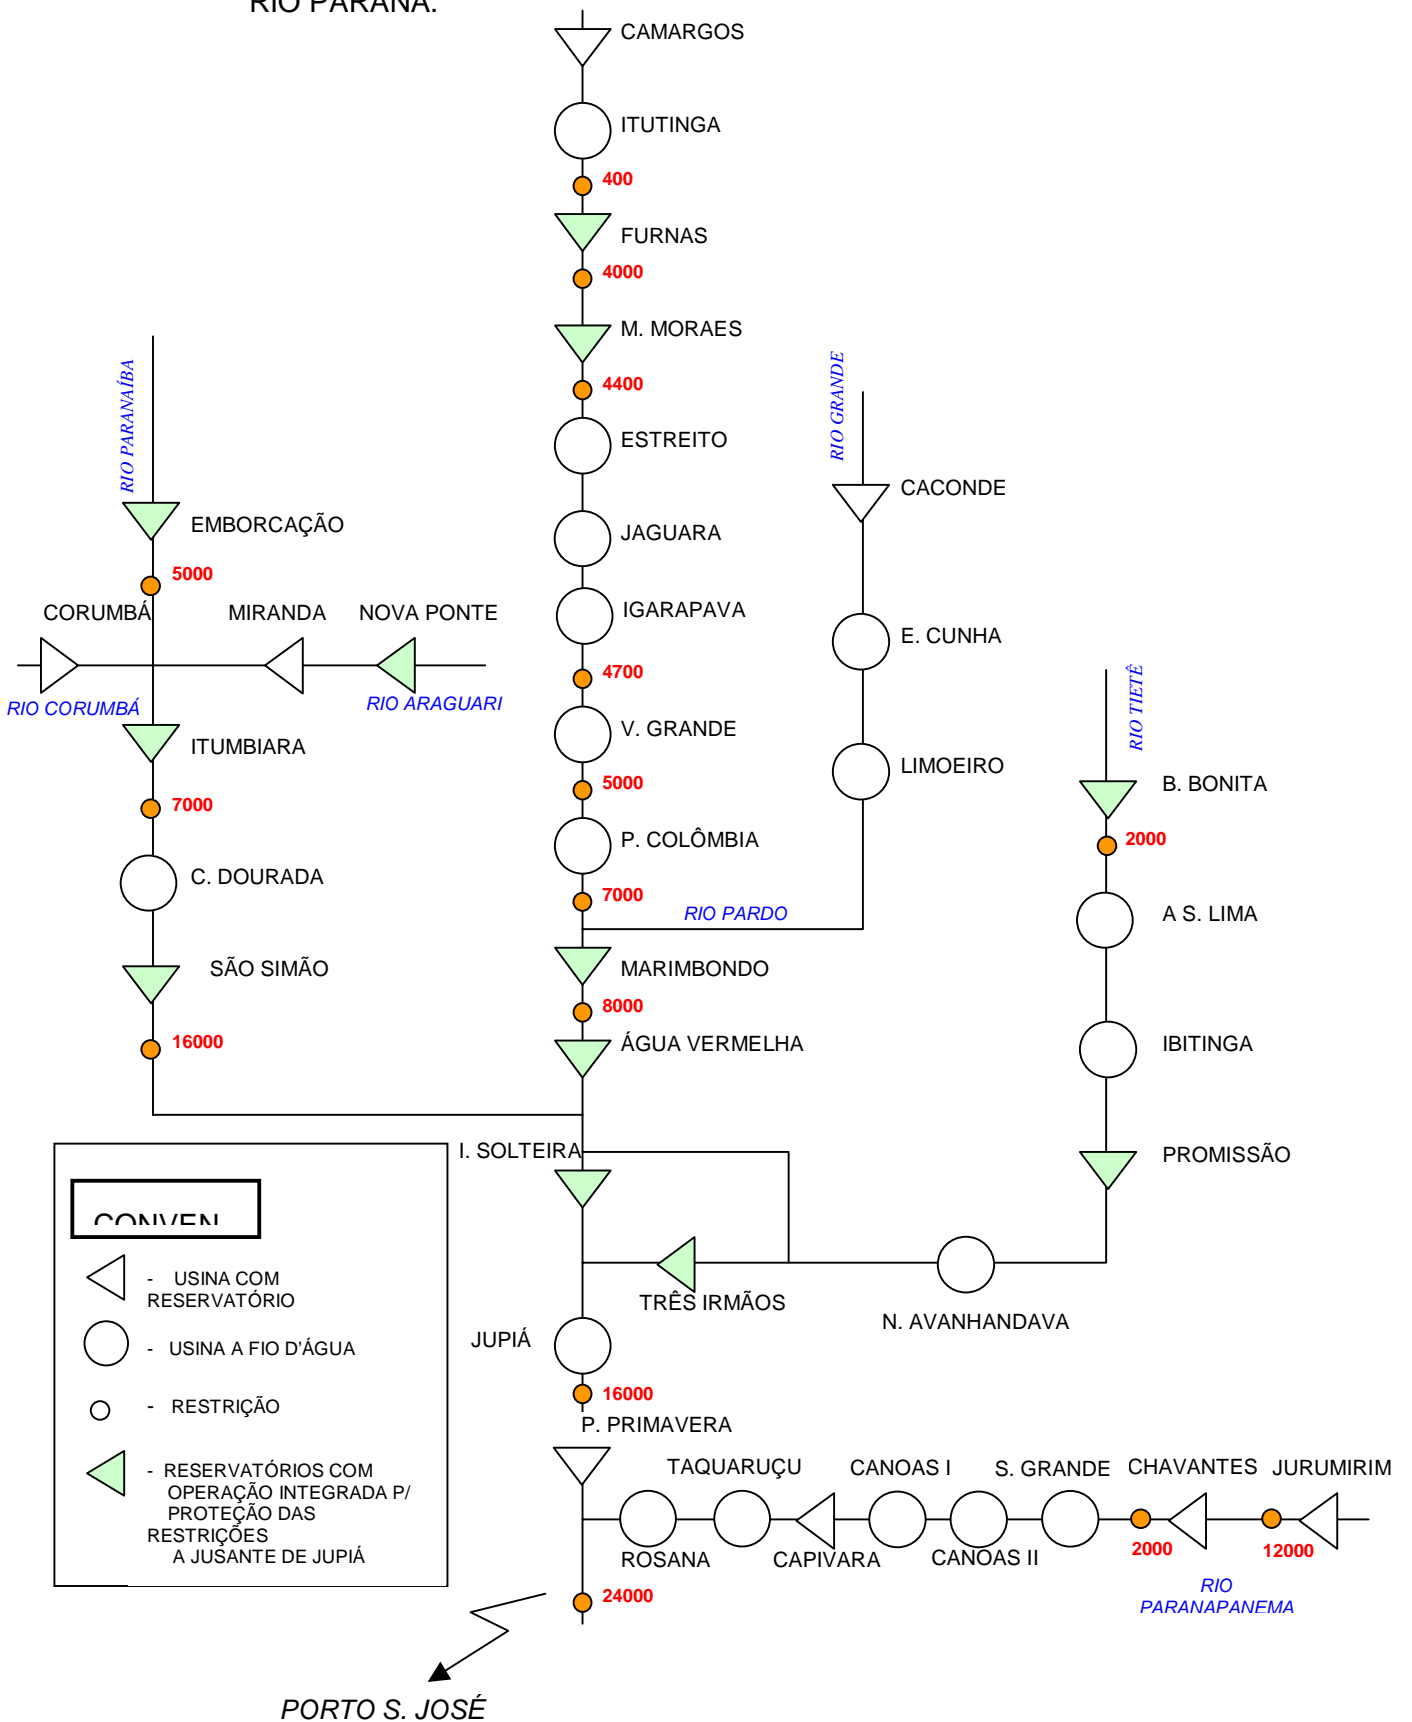 RIO PARANÁ.
CAMARGOS
ITUTINGA
400
FURNAS
4000
M. MORAES
4400
ESTREITO
JAGUARA
IGARAPAVA
4700
V. GRANDE
5000
P. COLÔMBIA
7000
RIO PARDO
MARIMBONDO
8000
ÁGUA VERMELHA
RIO GRANDE
CACONDE
E. CUNHA
LIMOEIRO
RIO PARANAÍBA
EMBORCAÇÃO
5000
CORUMBÁ
MIRANDA
NOVA PONTE
RIO CORUMBÁ
RIO ARAGUARI
ITUMBIARA
7000
C. DOURADA
SÃO SIMÃO
16000
RIO TIETÊ
B. BONITA
2000
A S. LIMA
IBITINGA
PROMISSÃO
I. SOLTEIRA
TRÊS IRMÃOS
N. AVANHANDAVA
JUPIÁ
16000
P. PRIMAVERA
TAQUARUÇU
CANOAS I
S. GRANDE
CHAVANTES
JURUMIRIM
ROSANA
CAPIVARA
CANOAS II
2000
12000
RIO
PARANAPANEMA
24000
PORTO S. JOSÉ
CONVEN
- USINA COM
RESERVATÓRIO
- USINA A FIO D'ÁGUA
- RESTRIÇÃO
- RESERVATÓRIOS COM
OPERAÇÃO INTEGRADA P/
PROTEÇÃO DAS
RESTRIÇÕES
A JUSANTE DE JUPIÁ